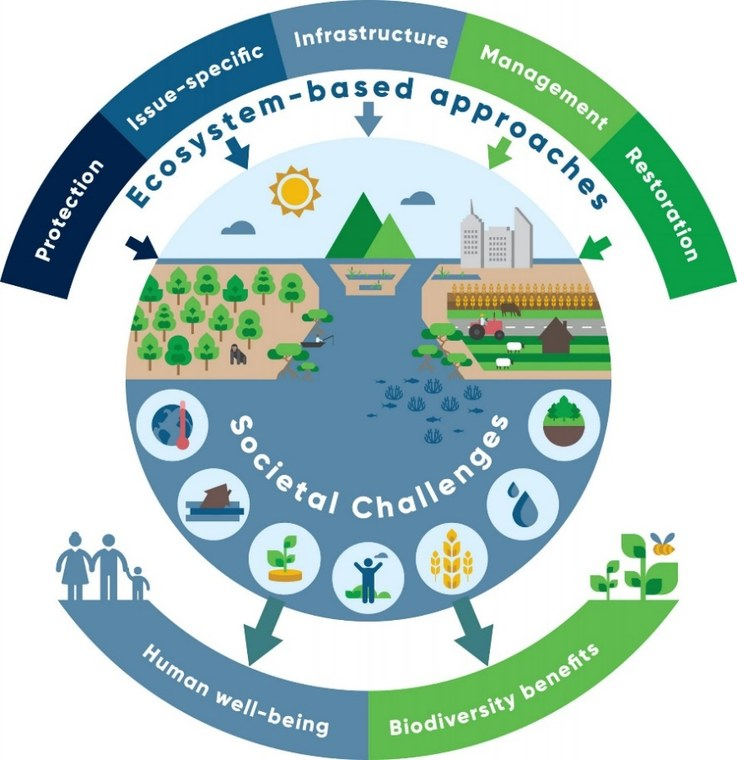 Protection
Issue-specific
Infrastructure
Management
Restoration
Ecosystem-based approaches
Societal Challenges
Human well-being
Biodiversity benefits